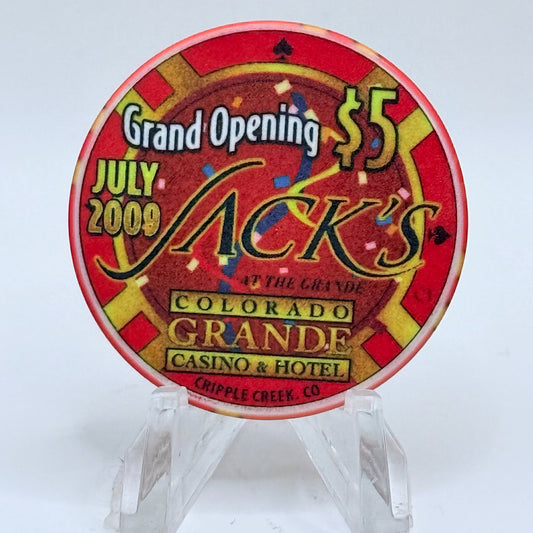 Grand Opening $5
JULY
2009
JACK'S
AT THE GRANDE
COLORADO
GRANDE
CASINO & HOTEL
CRIPPLE CREEK, CO